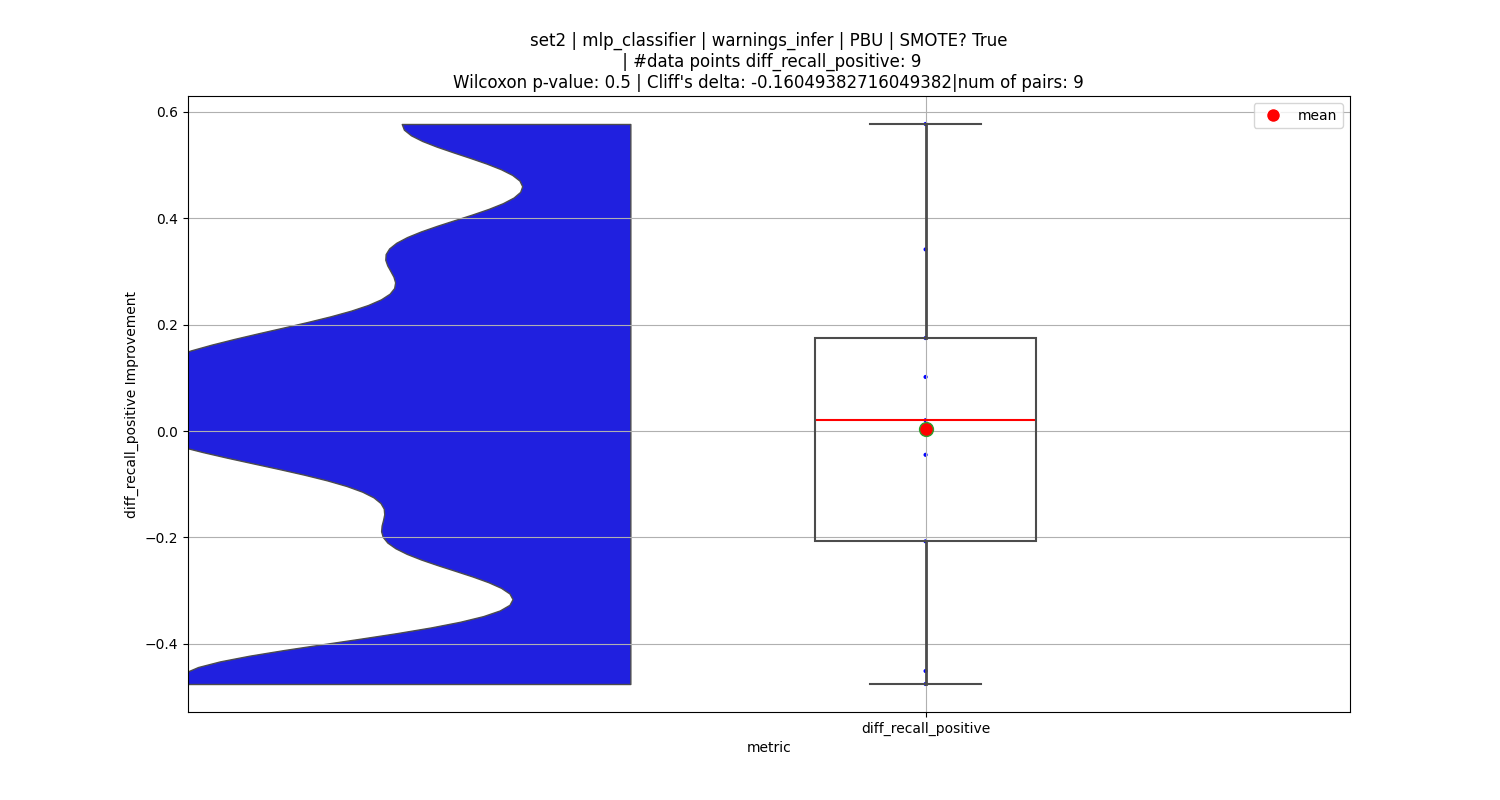 set2 | mlp_classifier | warnings_infer | PBU | SMOTE? True
| #data points diff_recall_positive: 9
Wilcoxon p-value: 0.5 | Cliff's delta: -0.16049382716049382|num of pairs: 9
mean
0.6
0.4
0.2
0.0
−0.2
−0.4
diff_recall_positive Improvement
diff_recall_positive
metric